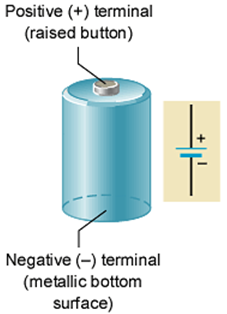 Positive (+) terminal
(raised button)
+
–
Negative (–) terminal
(metallic bottom
surface)